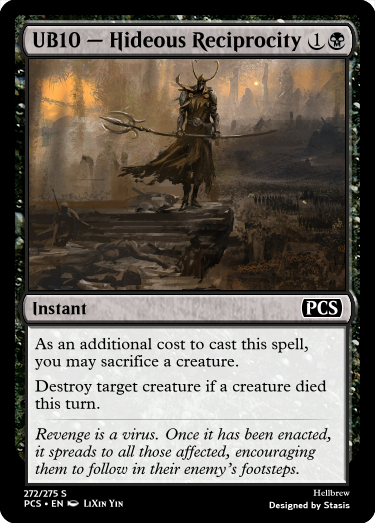 UB10 — Hideous Reciprocity 1
Instant PCS
As an additional cost to cast this spell,
you may sacrifice a creature.
Destroy target creature if a creature died
this turn.
Revenge is a virus. Once it has been enacted,
it spreads to all those affected, encouraging
them to follow in their enemy's footsteps.
272/275 S Hellbrew
PCS • EN LiXin Yin Designed by Stasis